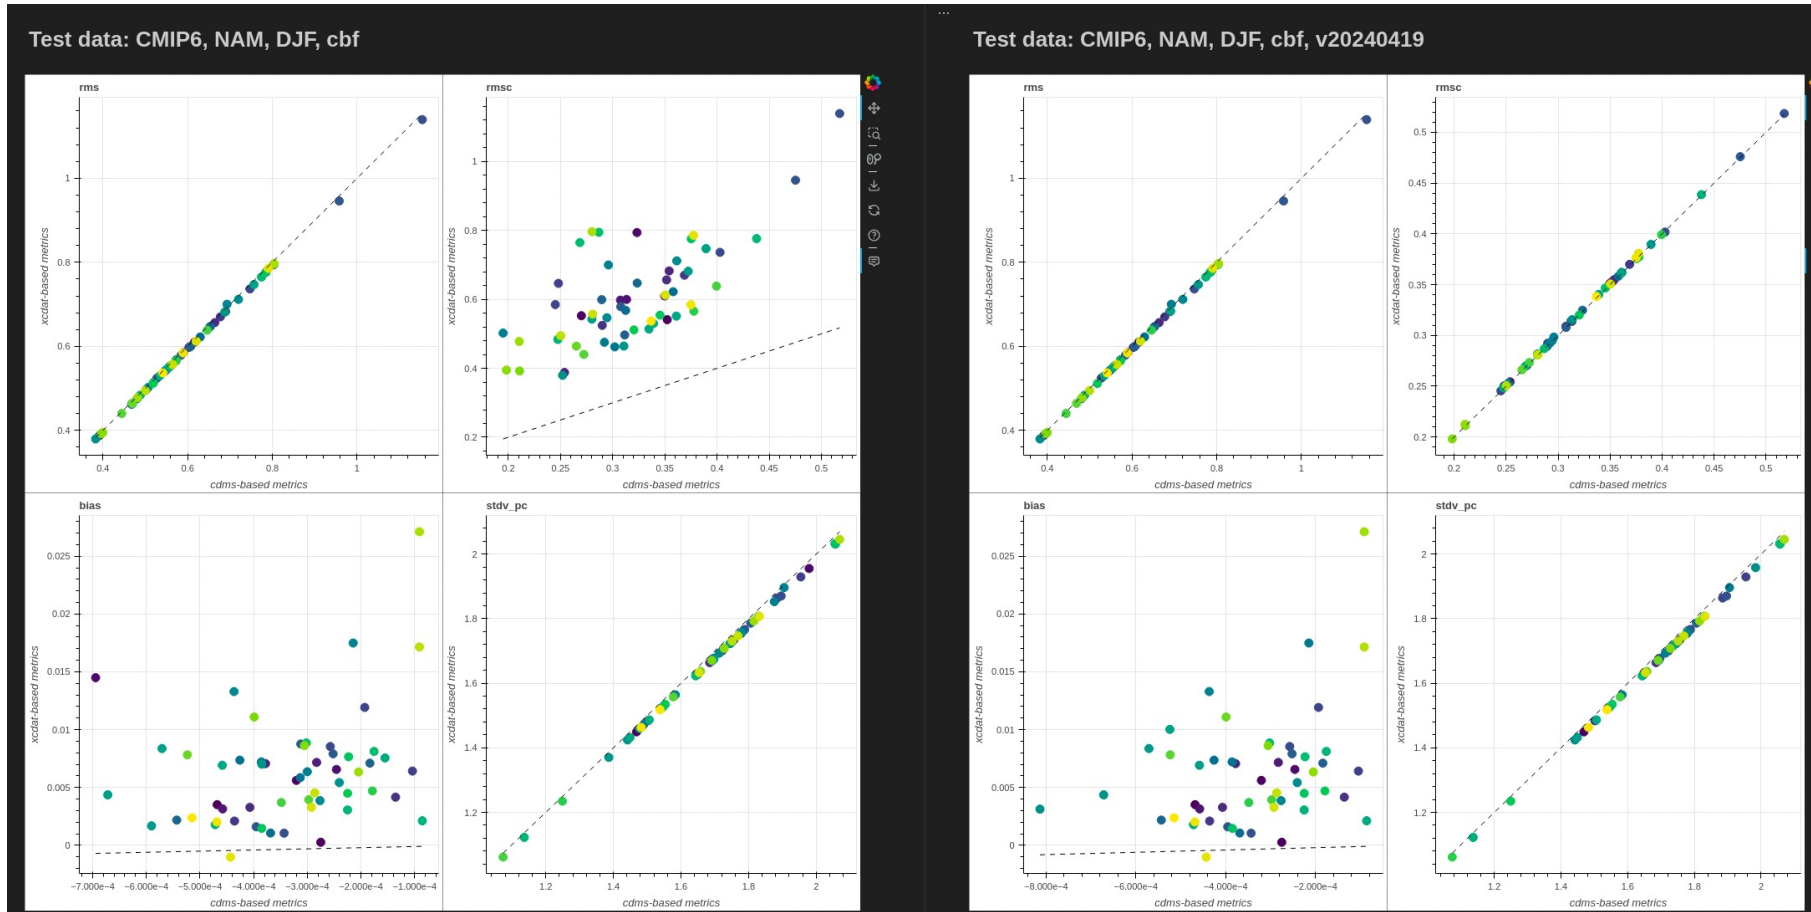 ...
Test data: CMIP6, NAM, DJF, cbf
Test data: CMIP6, NAM, DJF, cbf, v20240419
rms
1
0.8
0.6
0.4
xcdat-based metrics
0.4 0.6 0.8 1
cdms-based metrics
rmsc
1
0.8
0.6
0.4
0.2
xcdat-based metrics
0.2 0.25 0.3 0.35 0.4 0.45 0.5
cdms-based metrics
bias
0.025
0.02
0.015
0.01
0.005
0
xcdat-based metrics
−7.000e−4 −6.000e−4 −5.000e−4 −4.000e−4 −3.000e−4 −2.000e−4 −1.000e−4
cdms-based metrics
stdv_pc
2
1.8
1.6
1.4
1.2
xcdat-based metrics
1.2 1.4 1.6 1.8 2
cdms-based metrics
rms
1
0.8
0.6
0.4
xcdat-based metrics
0.4 0.6 0.8 1
cdms-based metrics
rmsc
0.5
0.45
0.4
0.35
0.3
0.25
0.2
xcdat-based metrics
0.2 0.25 0.3 0.35 0.4 0.45 0.5
cdms-based metrics
bias
0.025
0.02
0.015
0.01
0.005
0
xcdat-based metrics
−8.000e−4 −6.000e−4 −4.000e−4 −2.000e−4
cdms-based metrics
stdv_pc
2
1.8
1.6
1.4
1.2
xcdat-based metrics
1.2 1.4 1.6 1.8 2
cdms-based metrics